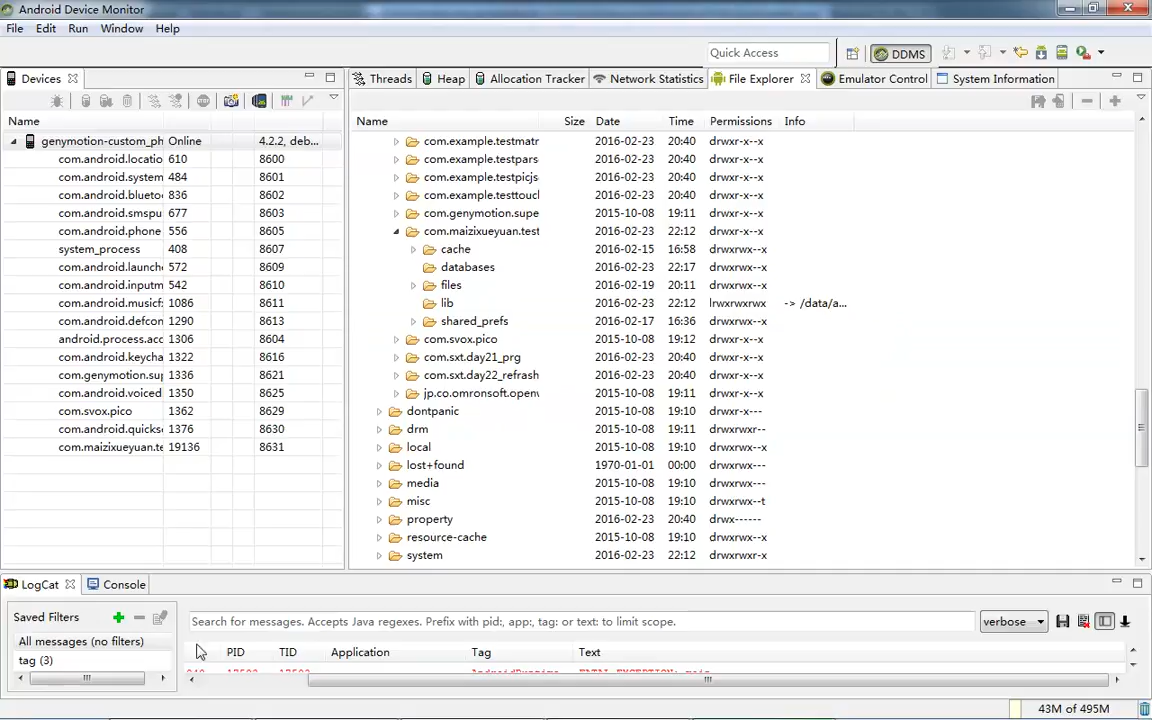 Android Device Monitor
File Edit Run Window Help
Quick Access DDMS
Devices
Threads Heap Allocation Tracker Network Statistics File Explorer Emulator Control System Information
Name
genymotion-custom_ph Online 4.2.2, deb...
com.android.locatio 610 8600
com.android.system 484 8601
com.android.bluetoo 836 8602
com.android.smspu 677 8603
com.android.phone 556 8605
system_process 408 8607
com.android.launche 572 8609
com.android.inputm 542 8610
com.android.musicf: 1086 8611
com.android.defcon 1290 8613
android.process.acc 1306 8604
com.android.keycha 1322 8616
com.genymotion.sup 1336 8621
com.android.voiced 1350 8625
com.svox.pico 1362 8629
com.android.quickse 1376 8630
com.maizixueyuan.te 19136 8631
Name Size Date Time Permissions Info
com.example.testmatr 2016-02-23 20:40 drwxr-x--x
com.example.testpars 2016-02-23 20:40 drwxr-x--x
com.example.testpicjs 2016-02-23 20:40 drwxr-x--x
com.example.testtoucl 2016-02-23 20:40 drwxr-x--x
com.genymotion.supe 2015-10-08 19:11 drwxr-x--x
com.maizixueyuan.test 2016-02-23 22:12 drwxr-x--x
cache 2016-02-15 16:58 drwxrwx--x
databases 2016-02-23 22:17 drwxrwx--x
files 2016-02-19 20:11 drwxrwx--x
lib 2016-02-23 22:12 lrwxrwxrwx -> /data/a...
shared_prefs 2016-02-17 16:36 drwxrwx--x
com.svox.pico 2015-10-08 19:12 drwxr-x--x
com.sxt.day21_prg 2016-02-23 20:40 drwxr-x--x
com.sxt.day22_refrash 2016-02-23 20:40 drwxr-x--x
jp.co.omronsoft.openv 2015-10-08 19:11 drwxr-x--x
dontpanic 2015-10-08 19:10 drwxr-x---
drm 2015-10-08 19:11 drwxrwx---
local 2015-10-08 19:10 drwxrwx--x
lost+found 1970-01-01 00:00 drwxrwx---
media 2015-10-08 19:10 drwxrwx---
misc 2015-10-08 19:10 drwxrwx--t
property 2016-02-23 20:40 drwx------
resource-cache 2015-10-08 19:10 drwxrwx--x
system 2016-02-23 22:12 drwxrwxr-x
LogCat Console
Saved Filters
All messages (no filters)
tag (3)
Search for messages. Accepts Java regexes. Prefix with pid:, app:, tag: or text: to limit scope.
verbose
PID TID Application Tag Text
43M of 495M